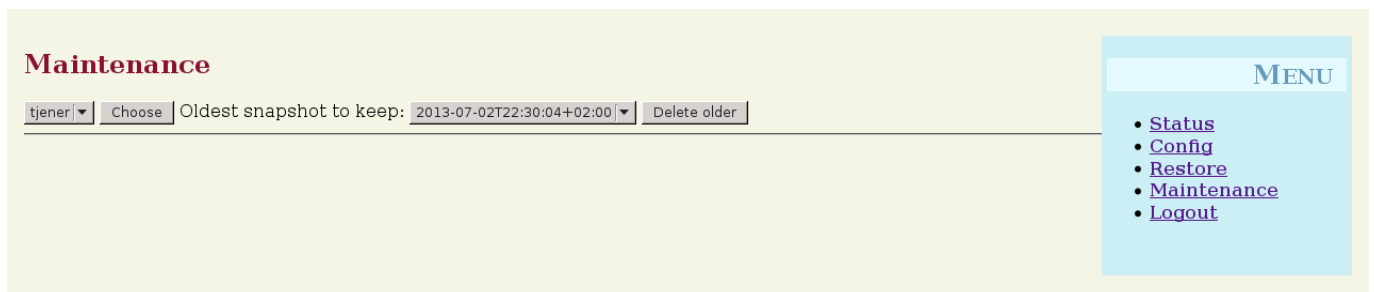 Maintenance
tjener Choose Oldest snapshot to keep: 2013-07-02T22:30:04+02:00 Delete older
MENU
Status
Config
Restore
Maintenance
Logout